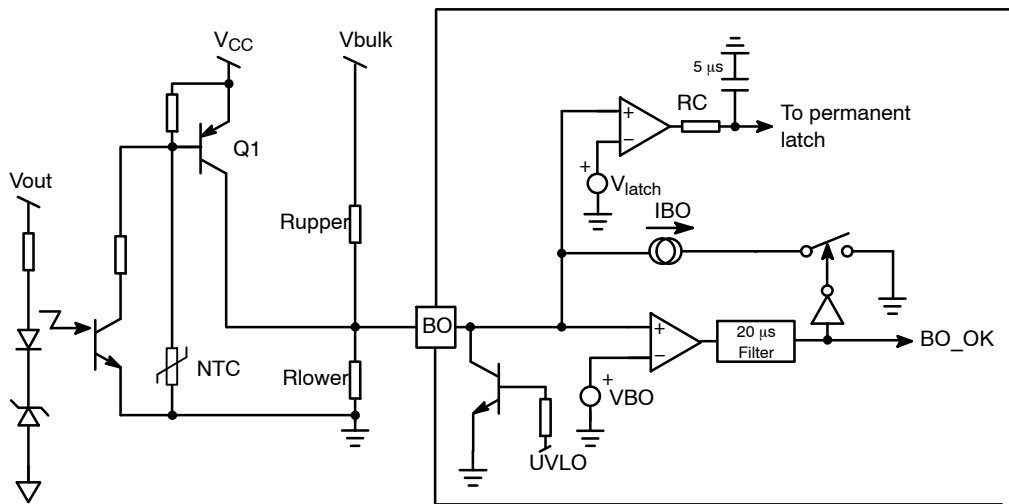 VCC
Vbulk
5 μs
RC
To permanent
latch
Q1
Vout
Vlatch
IBO
Rupper
BO
20 μs
Filter
BO_OK
NTC
Rlower
VBO
UVLO
+
−
+
+
−
+